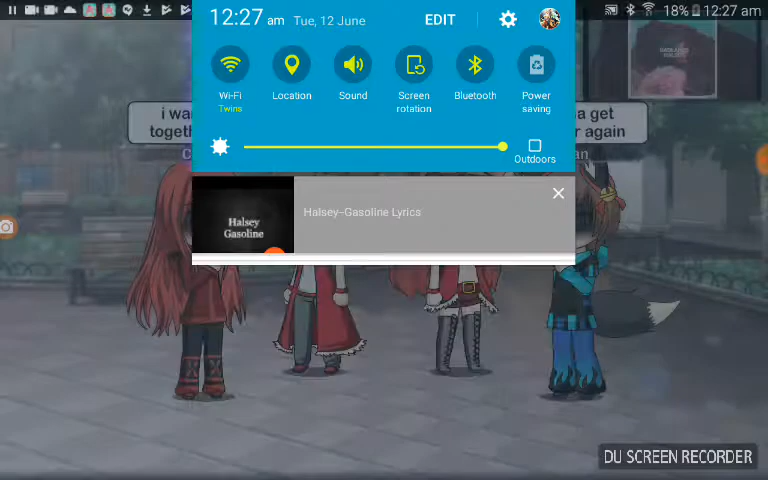 12:27 am Tue, 12 June EDIT
18% 12:27 am
Wi-Fi
Twins
Location
Sound
Screen
rotation
Bluetooth
Power
saving
Outdoors
i wa
toget
a get
r again
C
an
Halsey
Gasoline
Halsey-Gasoline Lyrics
DU SCREEN RECORDER